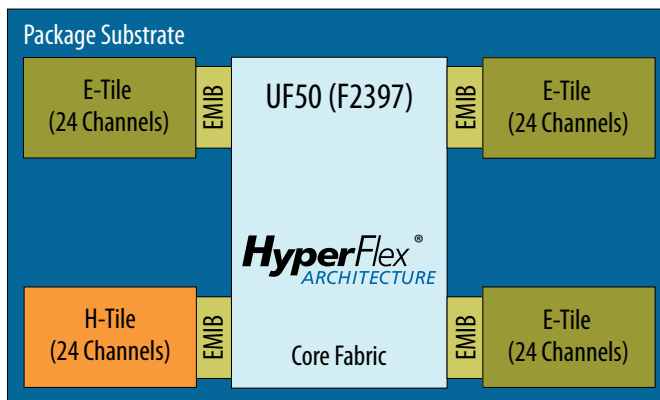 Package Substrate
E-Tile
(24 Channels)
EMIB
UF50 (F2397)
EMIB
E-Tile
(24 Channels)
HyperFlex®
ARCHITECTURE
H-Tile
(24 Channels)
EMIB
Core Fabric
EMIB
E-Tile
(24 Channels)